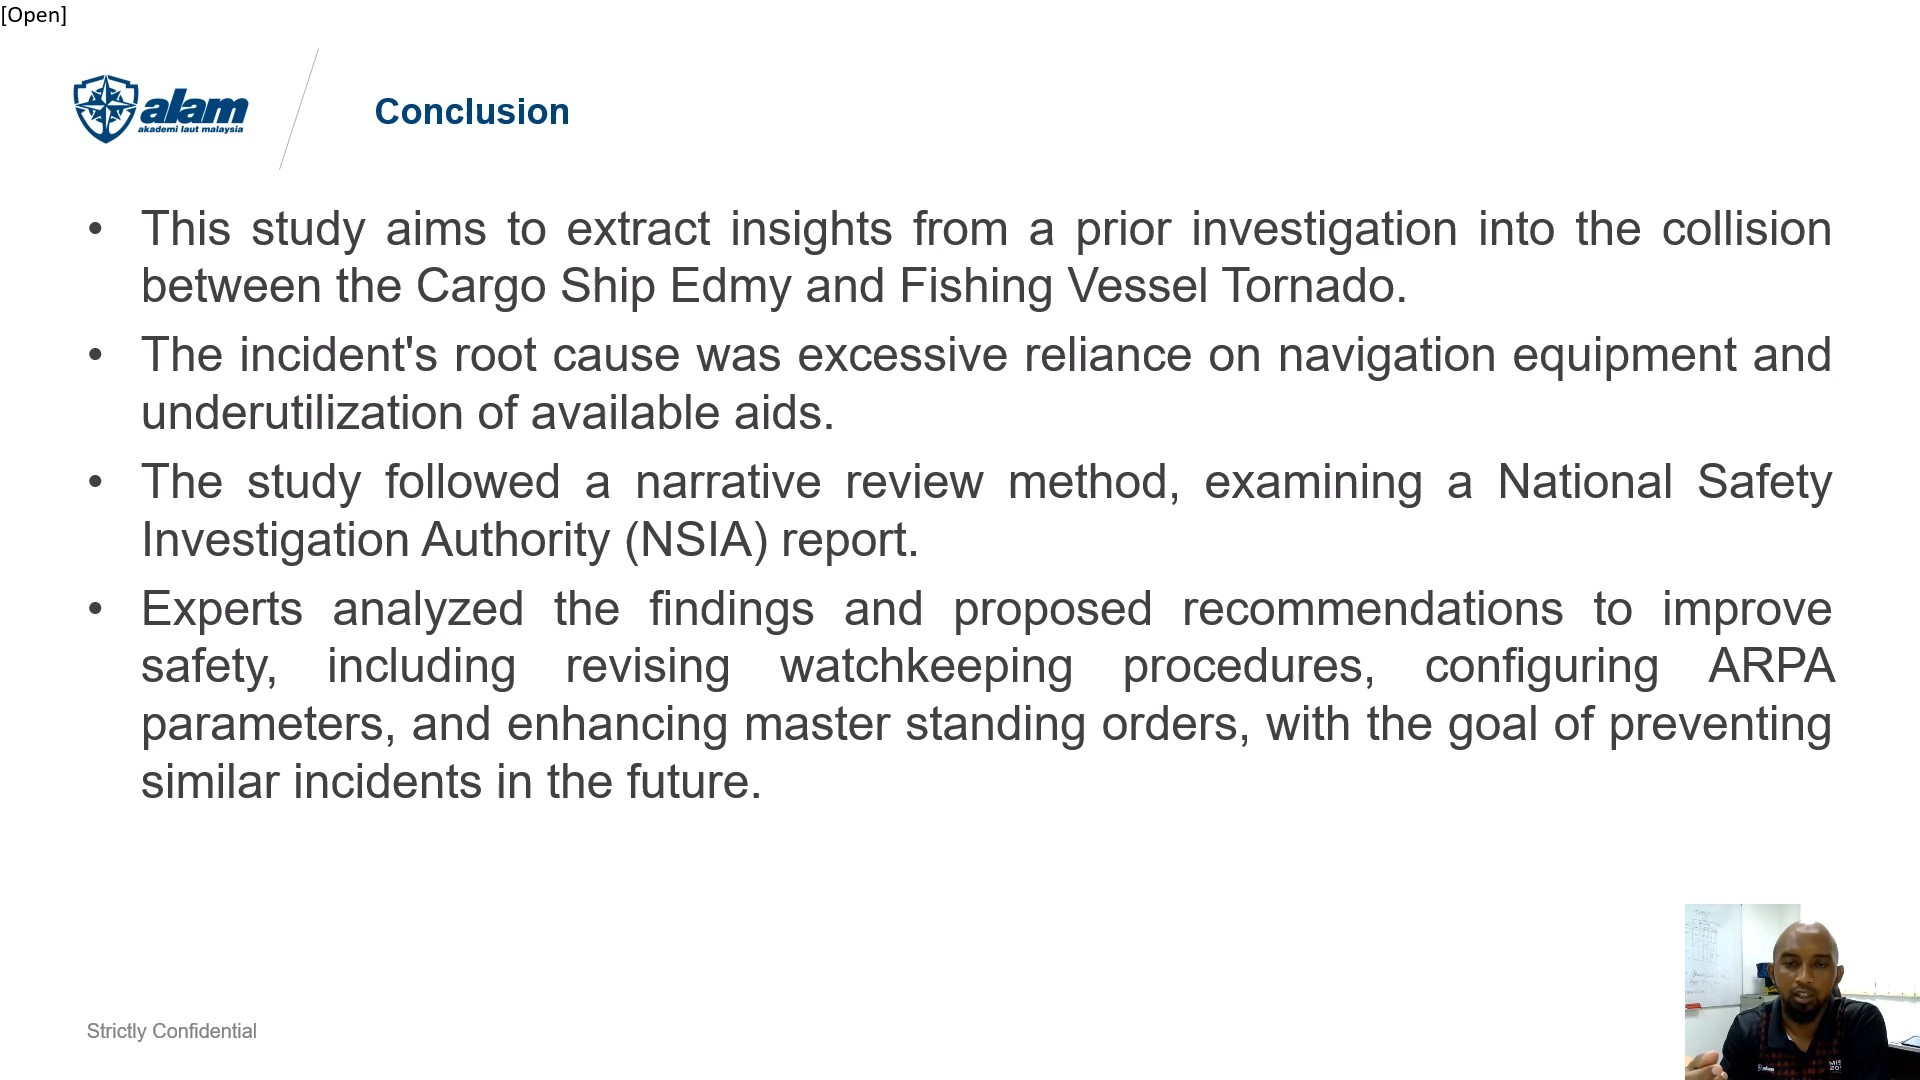 [Open]
alam
akademi laut malaysia
Conclusion
• This study aims to extract insights from a prior investigation into the collision
between the Cargo Ship Edmy and Fishing Vessel Tornado.
• The incident's root cause was excessive reliance on navigation equipment and
underutilization of available aids.
• The study followed a narrative review method, examining a National Safety
Investigation Authority (NSIA) report.
• Experts analyzed the findings and proposed recommendations to improve
safety, including revising watchkeeping procedures, configuring ARPA
parameters, and enhancing master standing orders, with the goal of preventing
similar incidents in the future.
Strictly Confidential